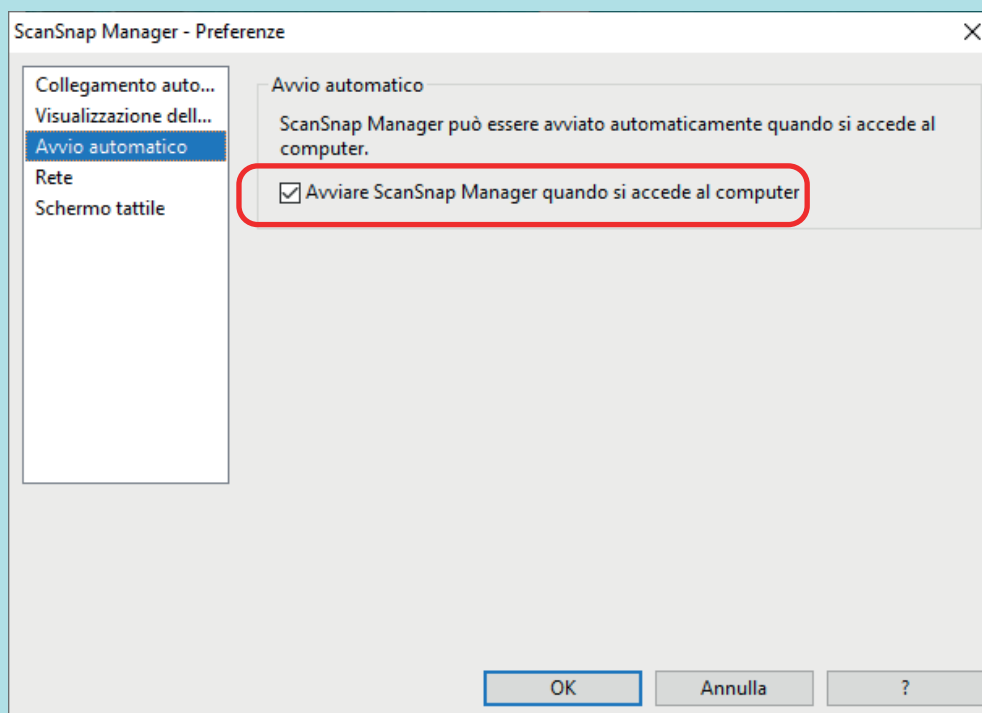 ScanSnap Manager - Preferenze
Collegamento auto...
Visualizzazione dell...
Avvio automatico
Rete
Schermo tattile
Avvio automatico
ScanSnap Manager può essere avviato automaticamente quando si accede al
computer.
Avviare ScanSnap Manager quando si accede al computer
OK
Annulla
?